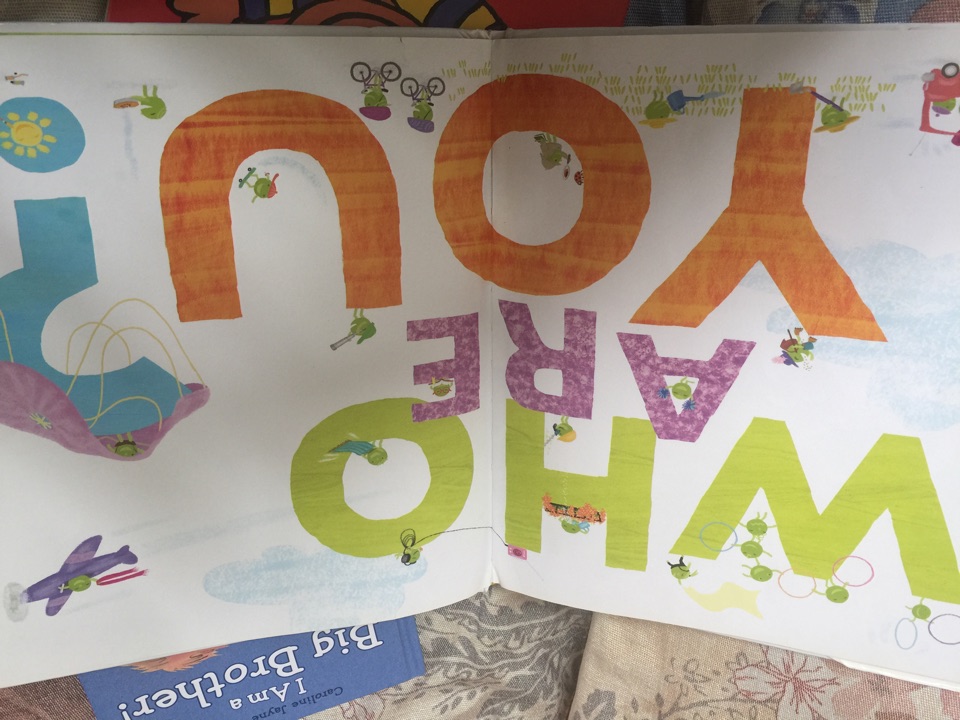 WHO
ARE
YOU?
Caroline Jayne
I Am a
Big Brother!